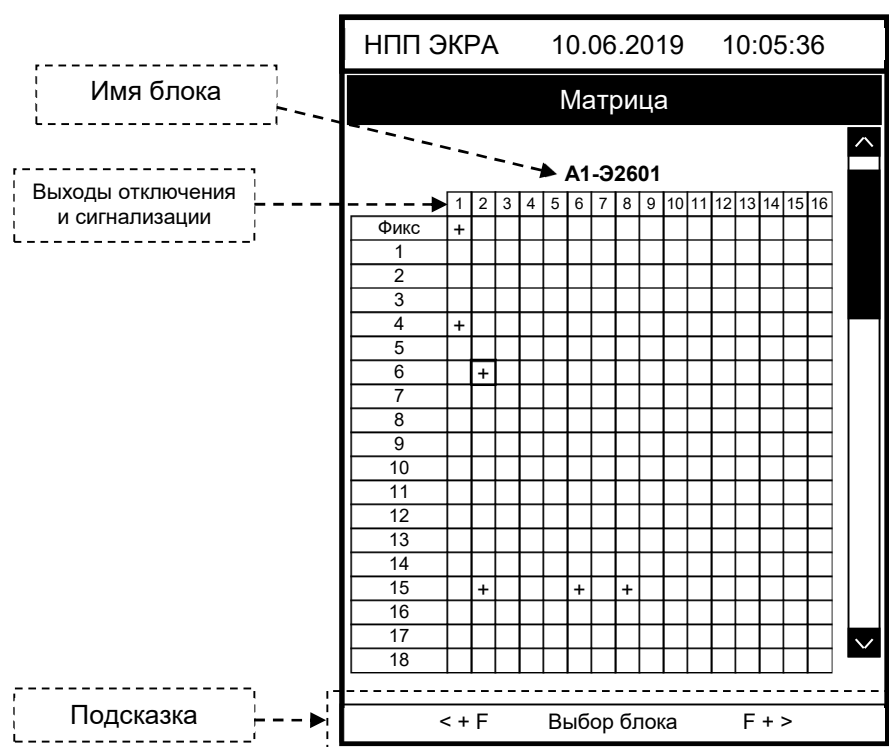 НПП ЭКРА 10.06.2019 10:05:36
Имя блока
Матрица
А1-Э2601
Выходы отключения
и сигнализации
1 2 3 4 5 6 7 8 9 10 11 12 13 14 15 16
Фикс +
1
2
3
4 +
5
6 +
7
8
9
10
11
12
13
14
15 + + +
16
17
18
Подсказка
< + F Выбор блока F + >